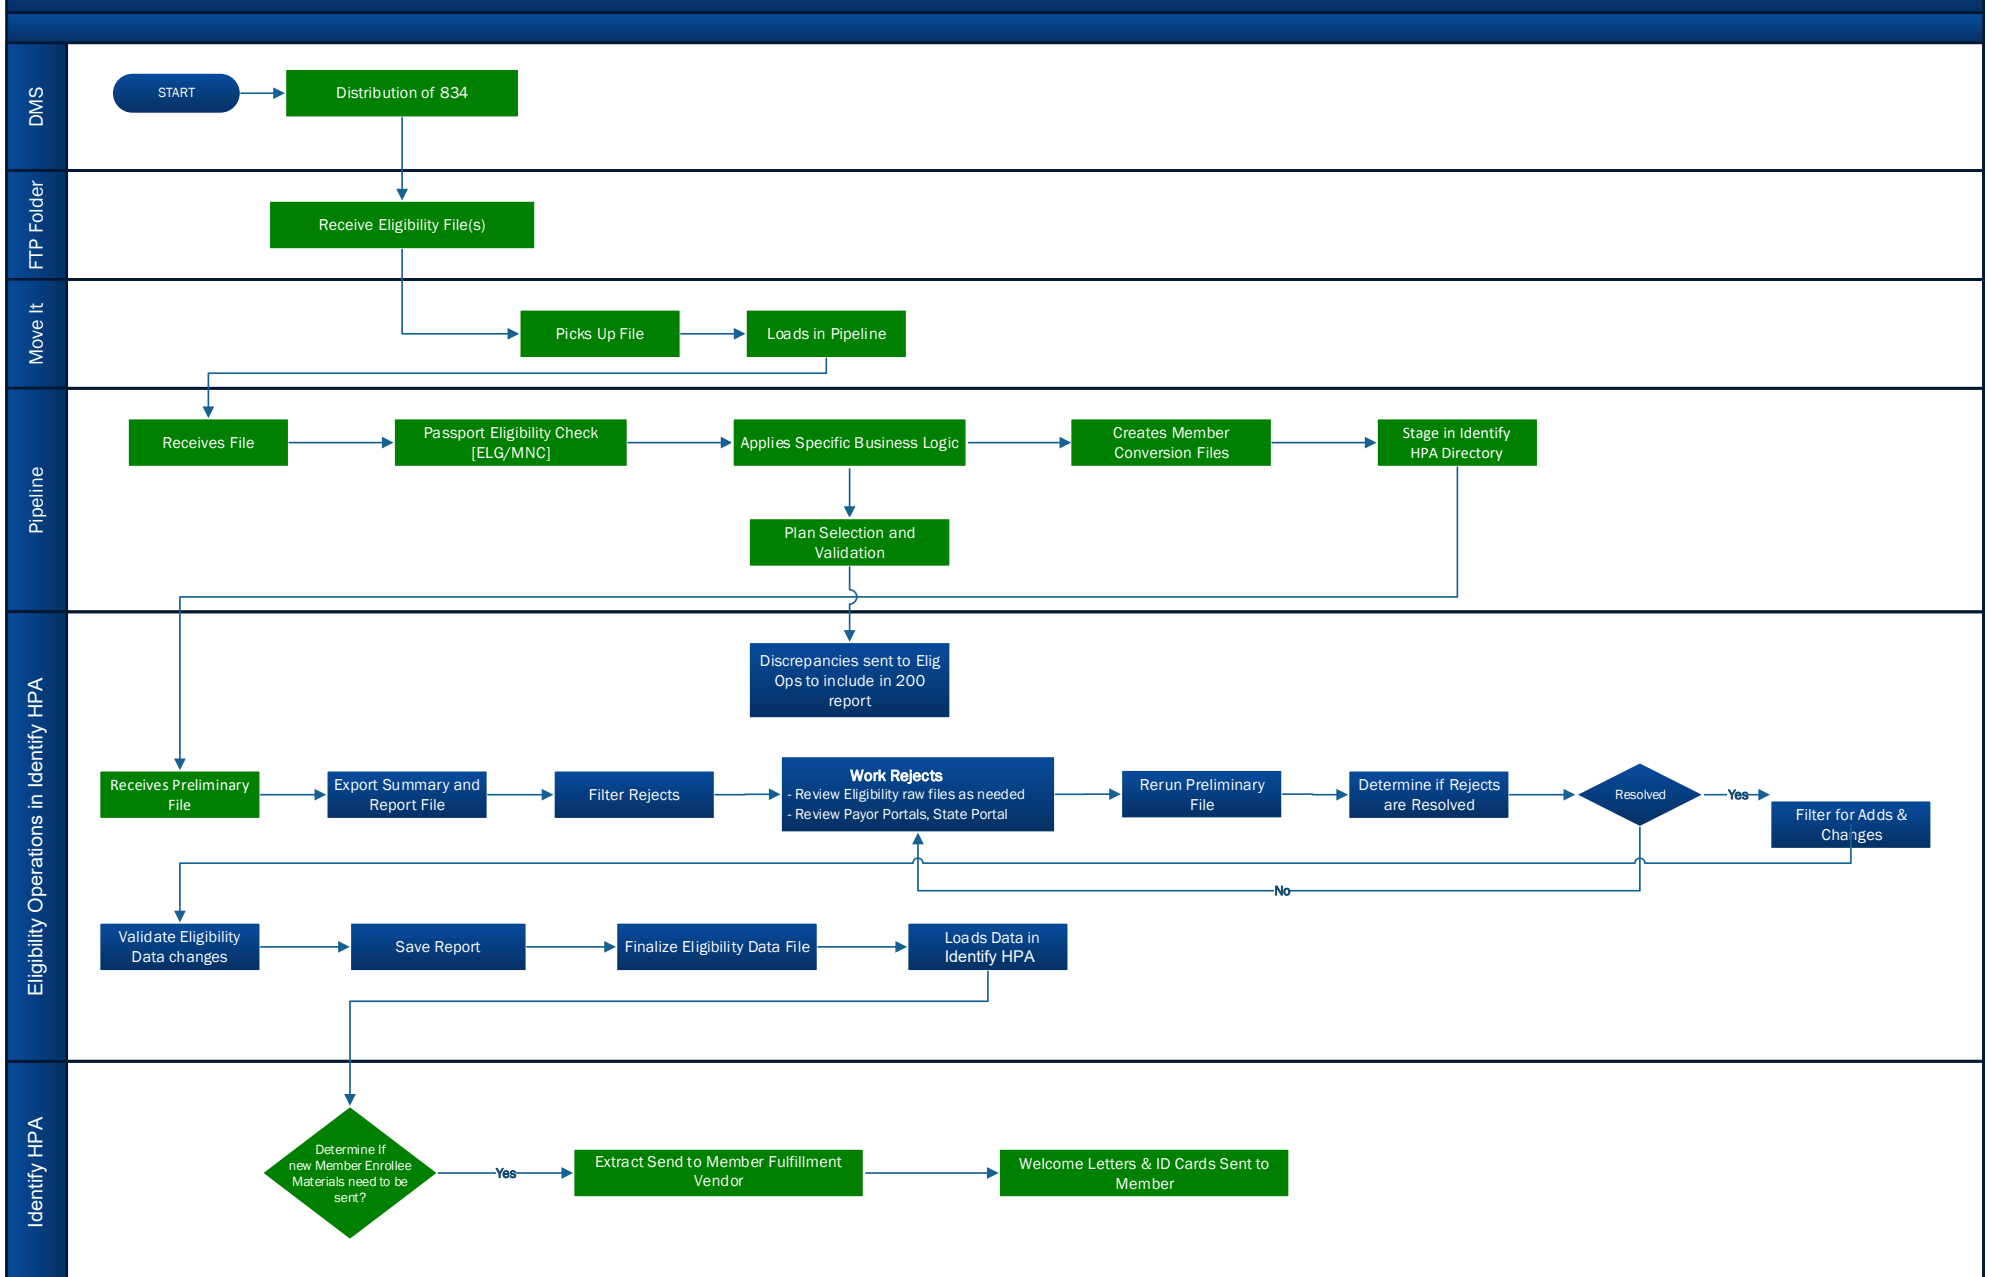 DMS
START
Distribution of 834
FTP Folder
Receive Eligibility File(s)
Move It
Picks Up File
Loads in Pipeline
Pipeline
Receives File
Passport Eligibility Check
[ELG/MNC]
Applies Specific Business Logic
Creates Member
Conversion Files
Stage in Identify
HPA Directory
Plan Selection and
Validation
Eligibility Operations in Identify HPA
Discrepancies sent to Elig
Ops to include in 200
report
Receives Preliminary
File
Export Summary and
Report File
Filter Rejects
Work Rejects
- Review Eligibility raw files as needed
- Review Payor Portals, State Portal
Rerun Preliminary
File
Determine if Rejects
are Resolved
Resolved
Yes
Filter for Adds &
Changes
No
Validate Eligibility
Data changes
Save Report
Finalize Eligibility Data File
Loads Data in
Identify HPA
Identify HPA
Determine If
new Member Enrollee
Materials need to be
sent?
Yes
Extract Send to Member Fulfillment
Vendor
Welcome Letters & ID Cards Sent to
Member